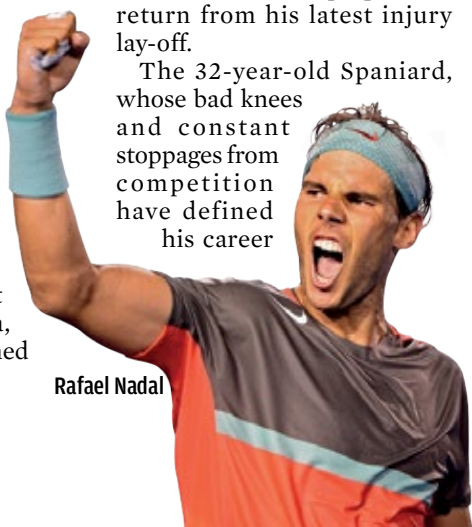 return from his latest injury
lay-off.
The 32-year-old Spaniard,
whose bad knees
and constant
stoppages from
competition
have defined
his career
Rafael Nadal